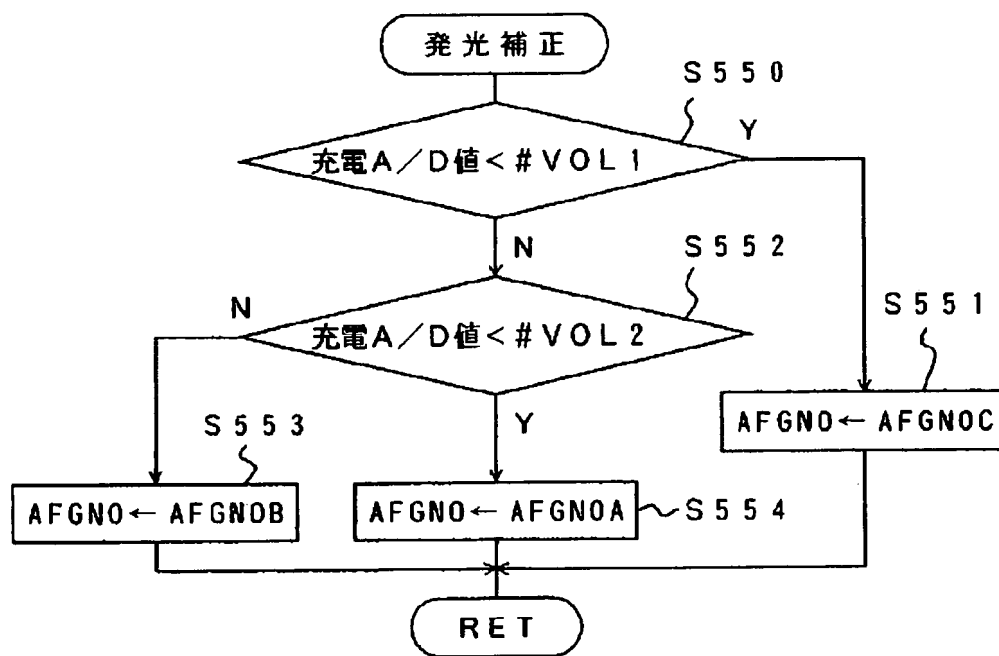 発光補正
S550
充電A／D値＜＃VOL1
Y
N
S552
充電A／D値＜＃VOL2
N
Y
S551
AFGNO←AFGNOC
S553
AFGNO←AFGNOB
AFGNO←AFGNOA
S554
RET